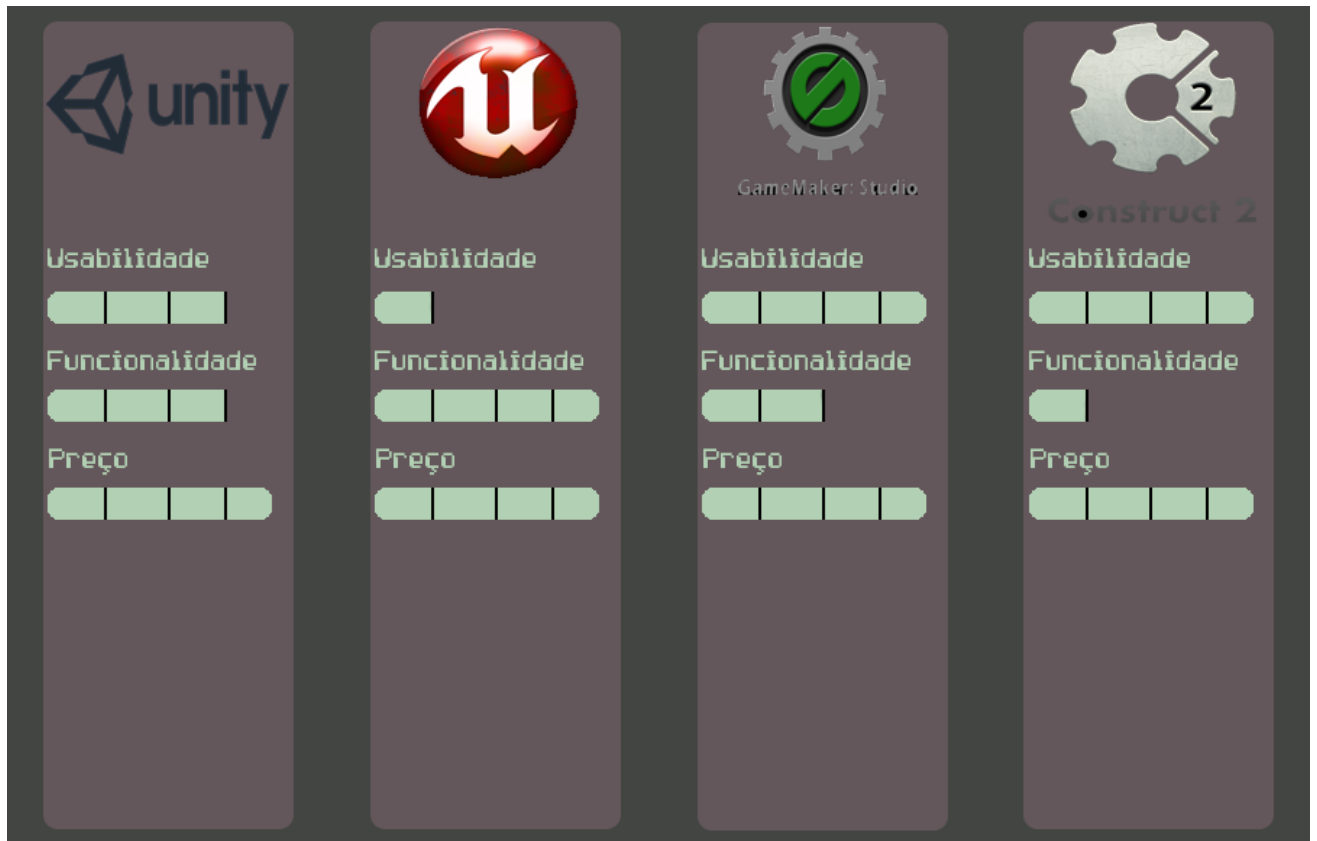 unity
Usabilidade
Funcionalidade
Preço
Usabilidade
Funcionalidade
Preço
GameMaker: Studio
Usabilidade
Funcionalidade
Preço
2
Construct 2
Usabilidade
Funcionalidade
Preço